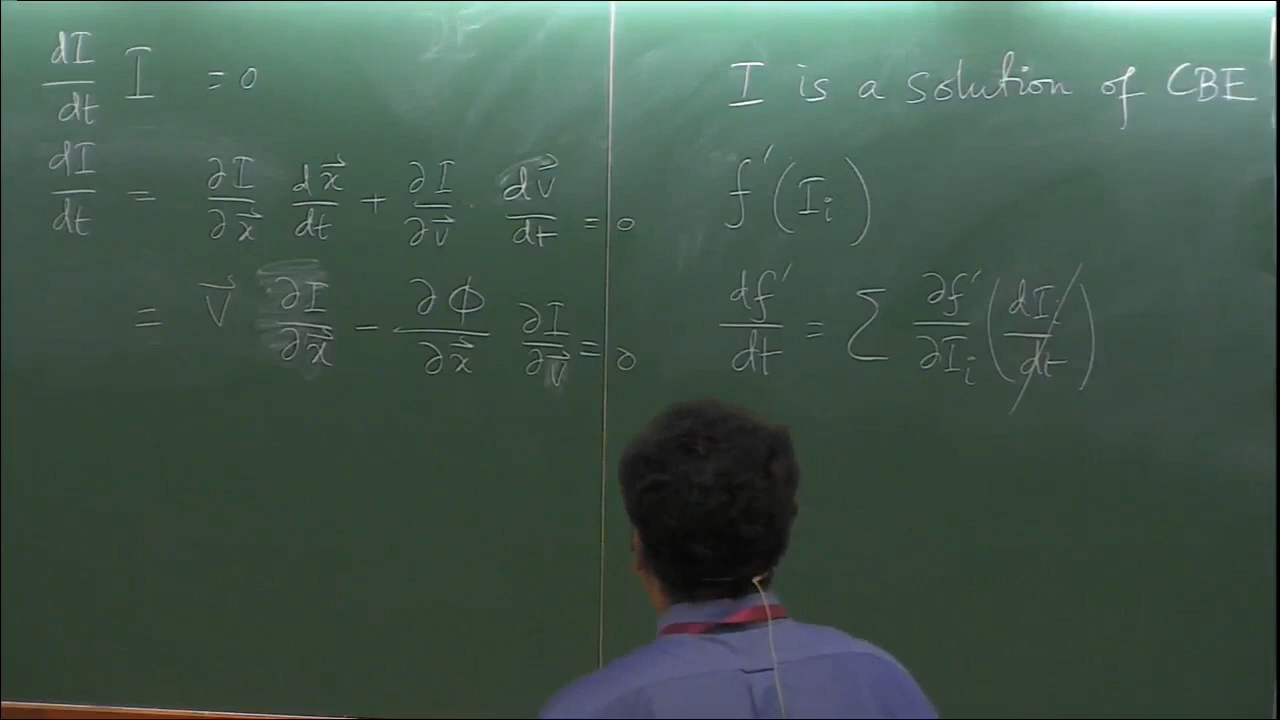 dI/dt I = 0
dI/dt = ∂I/∂x⃗ dx⃗/dt + ∂I/∂v⃗ · dv⃗/dt = 0
= v⃗ ∂I/∂x⃗ − ∂ϕ/∂x⃗ ∂I/∂v⃗ = 0
I is a solution of CBE
f′(Iᵢ)
df′/dt = Σ ∂f′/∂Iᵢ (dIᵢ/dt)